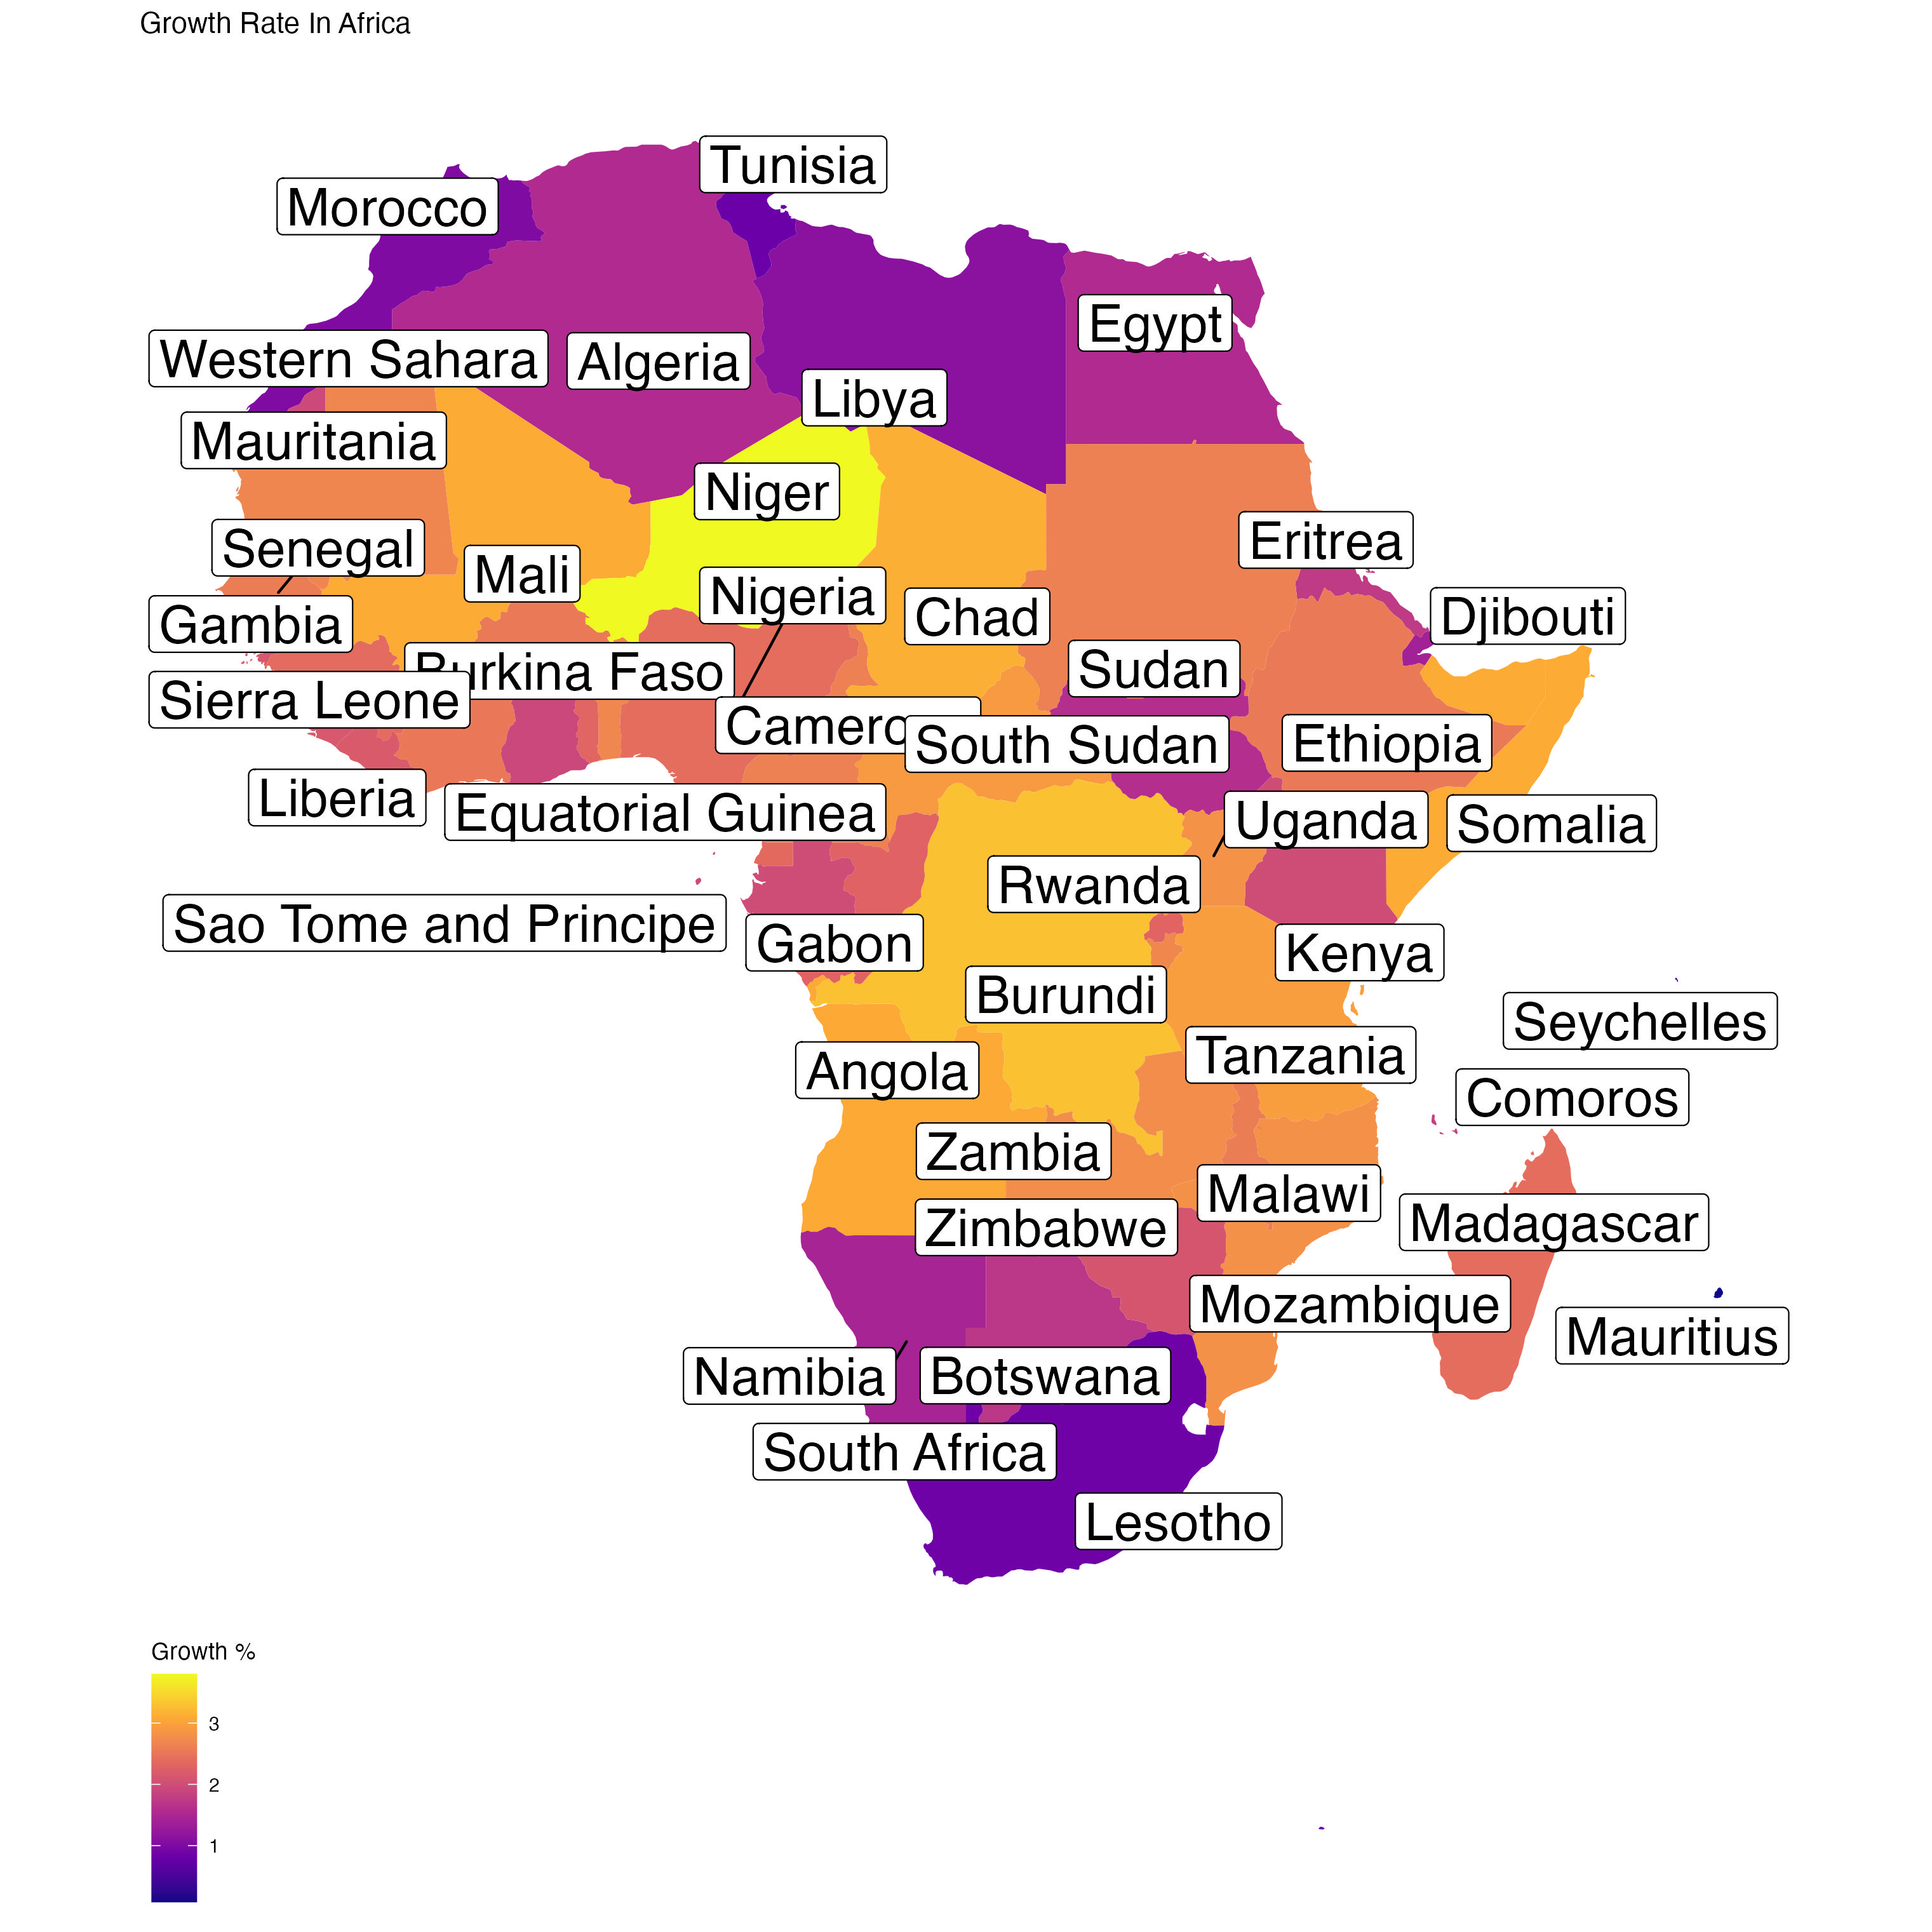 Growth Rate In Africa
Tunisia
Morocco
Egypt
Western Sahara
Algeria
Libya
Mauritania
Niger
Eritrea
Senegal
Mali
Nigeria
Chad
Djibouti
Gambia
Burkina Faso
Sudan
Sierra Leone
Camero
South Sudan
Ethiopia
Liberia
Equatorial Guinea
Uganda
Somalia
Rwanda
Sao Tome and Principe
Gabon
Kenya
Burundi
Seychelles
Tanzania
Angola
Comoros
Zambia
Malawi
Madagascar
Zimbabwe
Mozambique
Mauritius
Namibia
Botswana
South Africa
Lesotho
Growth %
3
2
1